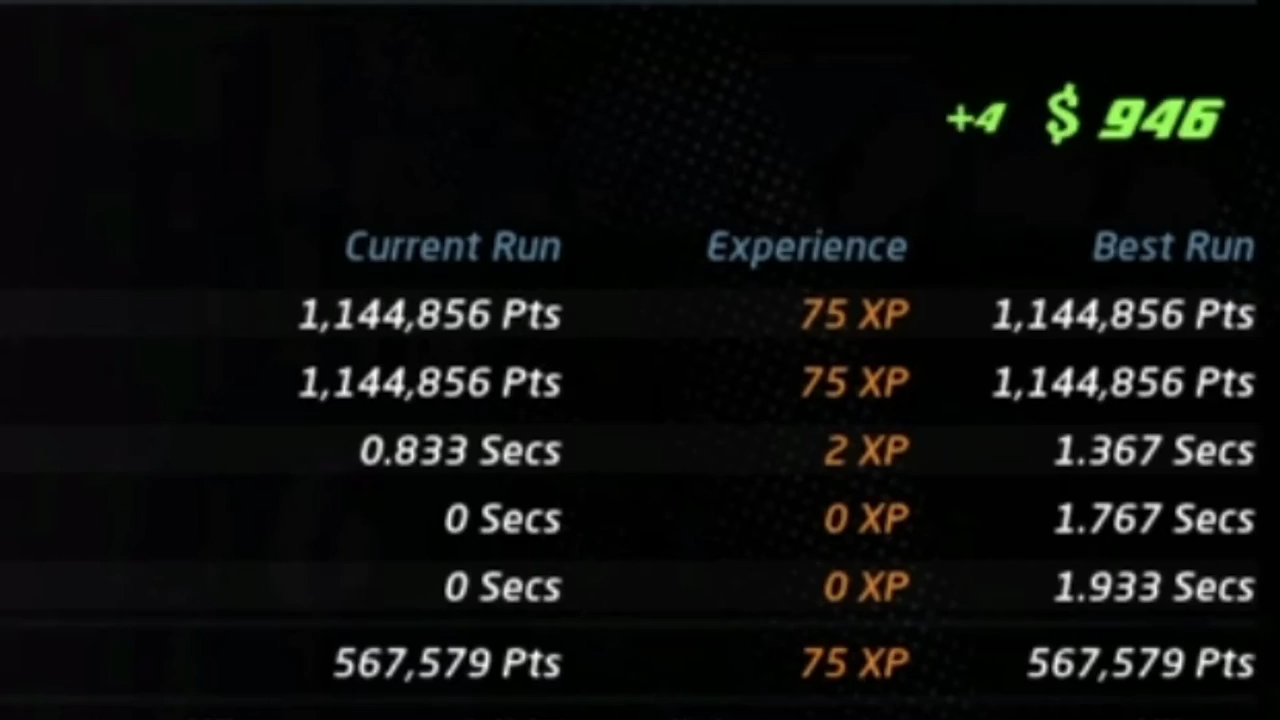 +4 $ 946
Current Run Experience Best Run
1,144,856 Pts 75 XP 1,144,856 Pts
1,144,856 Pts 75 XP 1,144,856 Pts
0.833 Secs 2 XP 1.367 Secs
0 Secs 0 XP 1.767 Secs
0 Secs 0 XP 1.933 Secs
567,579 Pts 75 XP 567,579 Pts